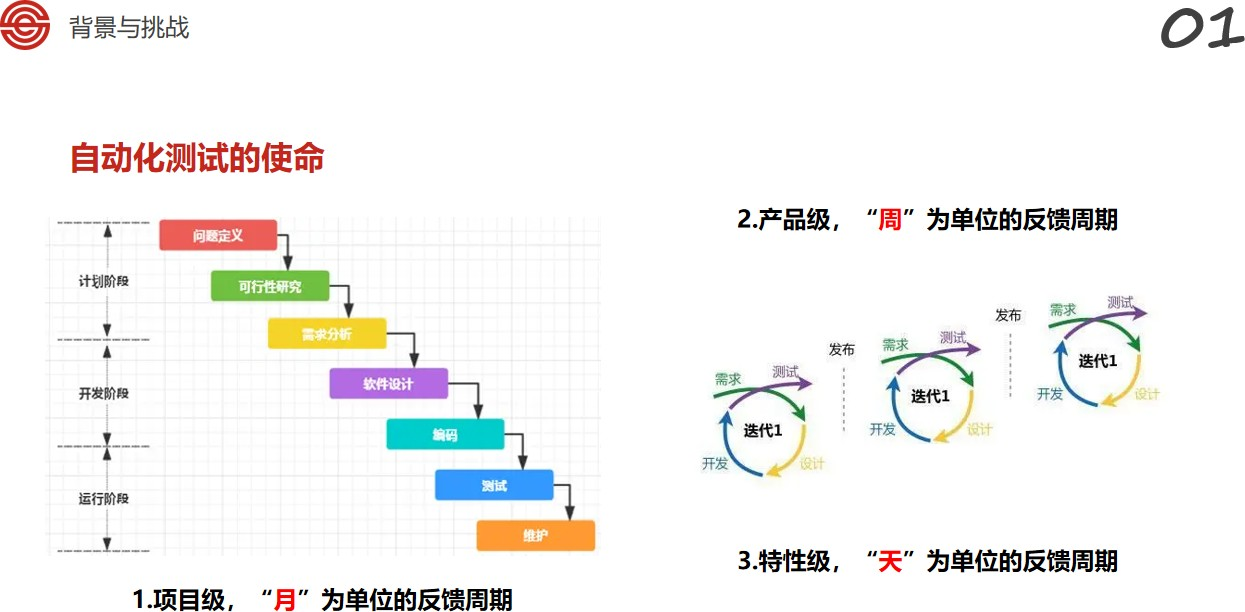 背景与挑战
01
自动化测试的使命
计划阶段
开发阶段
运行阶段
问题定义
可行性研究
需求分析
软件设计
编码
测试
维护
1.项目级，“月”为单位的反馈周期
2.产品级，“周”为单位的反馈周期
需求
测试
迭代1
开发
设计
发布
需求
测试
迭代1
开发
设计
发布
需求
测试
迭代1
开发
设计
3.特性级，“天”为单位的反馈周期